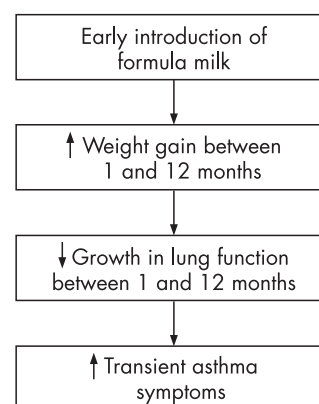 Early introduction of
formula milk
↑ Weight gain between
1 and 12 months
↓ Growth in lung function
between 1 and 12 months
↑ Transient asthma
symptoms